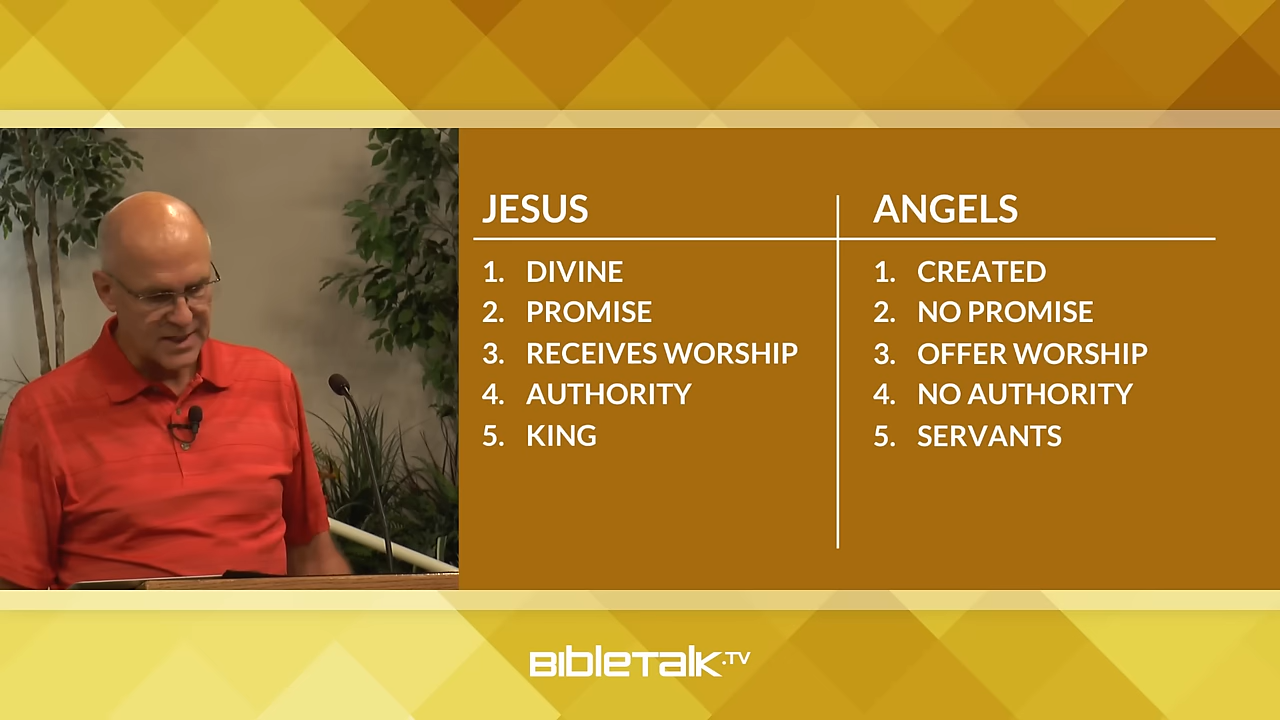 JESUS
1. DIVINE
2. PROMISE
3. RECEIVES WORSHIP
4. AUTHORITY
5. KING
ANGELS
1. CREATED
2. NO PROMISE
3. OFFER WORSHIP
4. NO AUTHORITY
5. SERVANTS
BIBLETALK.TV